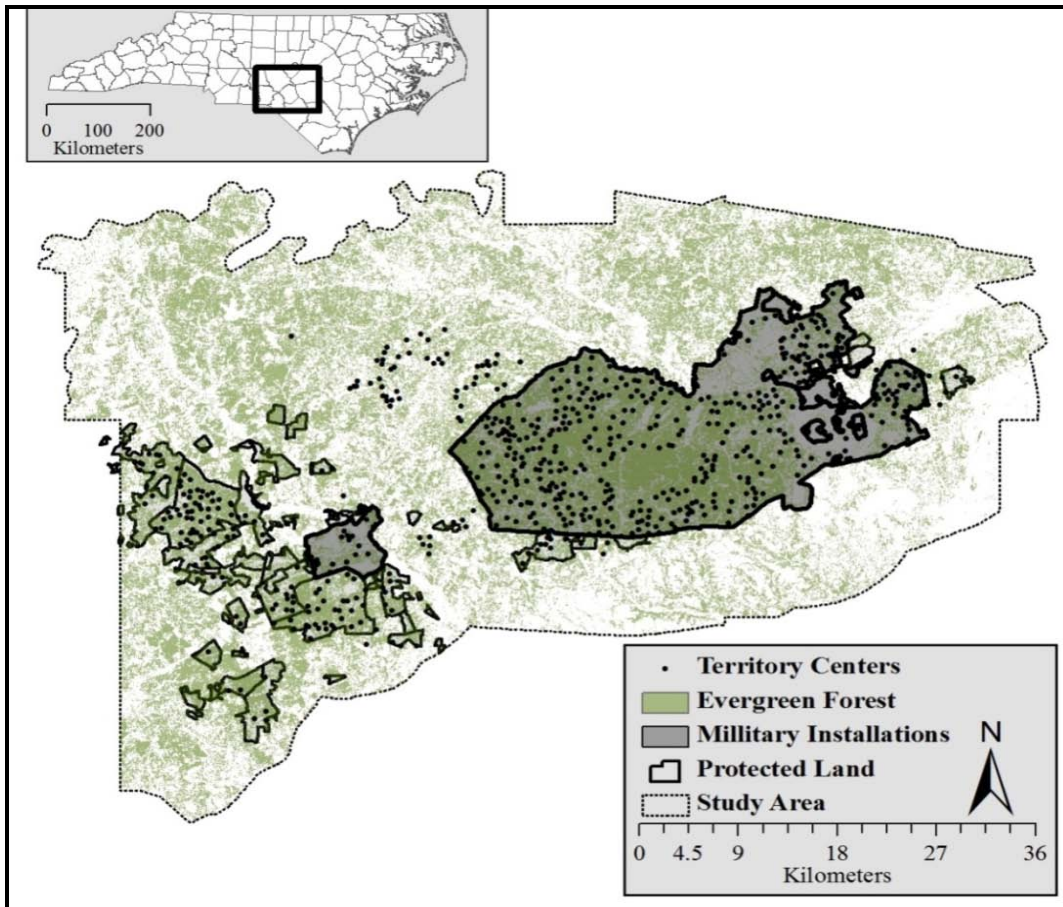 0 100 200
Kilometers
Territory Centers
Evergreen Forest
Millitary Installations
Protected Land
Study Area
N
0 4.5 9 18 27 36
Kilometers